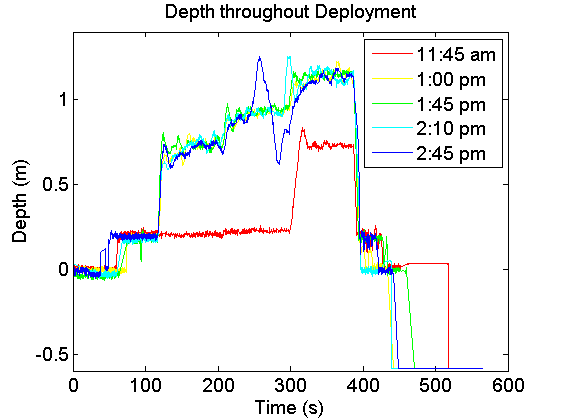 Depth throughout Deployment
Depth (m)
1
0.5
0
-0.5
11:45 am
1:00 pm
1:45 pm
2:10 pm
2:45 pm
0 100 200 300 400 500 600
Time (s)